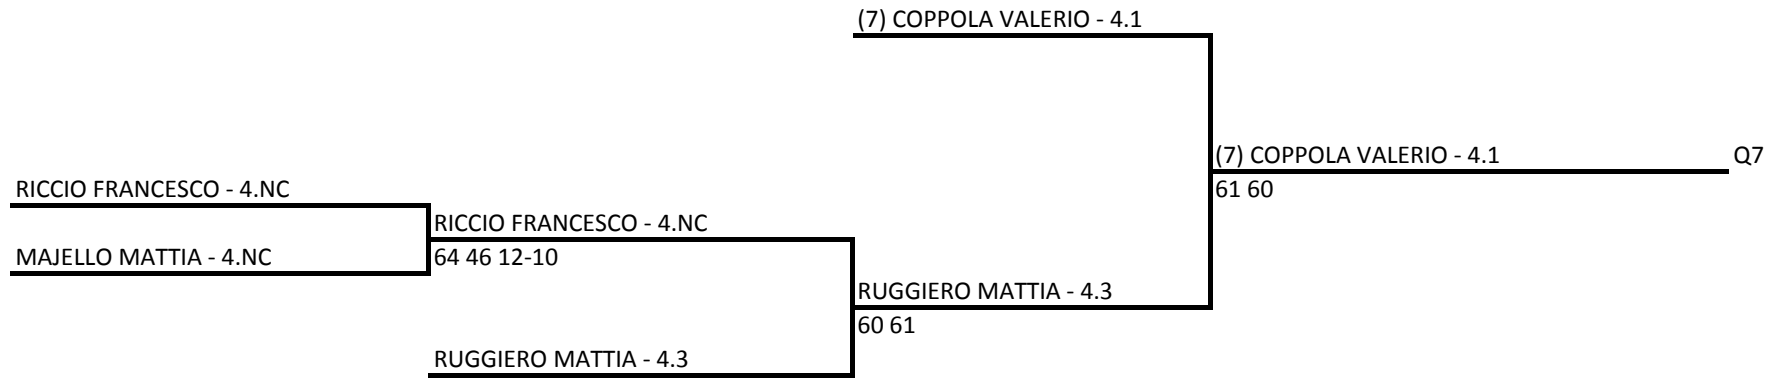 (7) COPPOLA VALERIO - 4.1
(7) COPPOLA VALERIO - 4.1
Q7
RICCIO FRANCESCO - 4.NC
61 60
RICCIO FRANCESCO - 4.NC
MAJELLO MATTIA - 4.NC
64 46 12-10
RUGGIERO MATTIA - 4.3
60 61
RUGGIERO MATTIA - 4.3